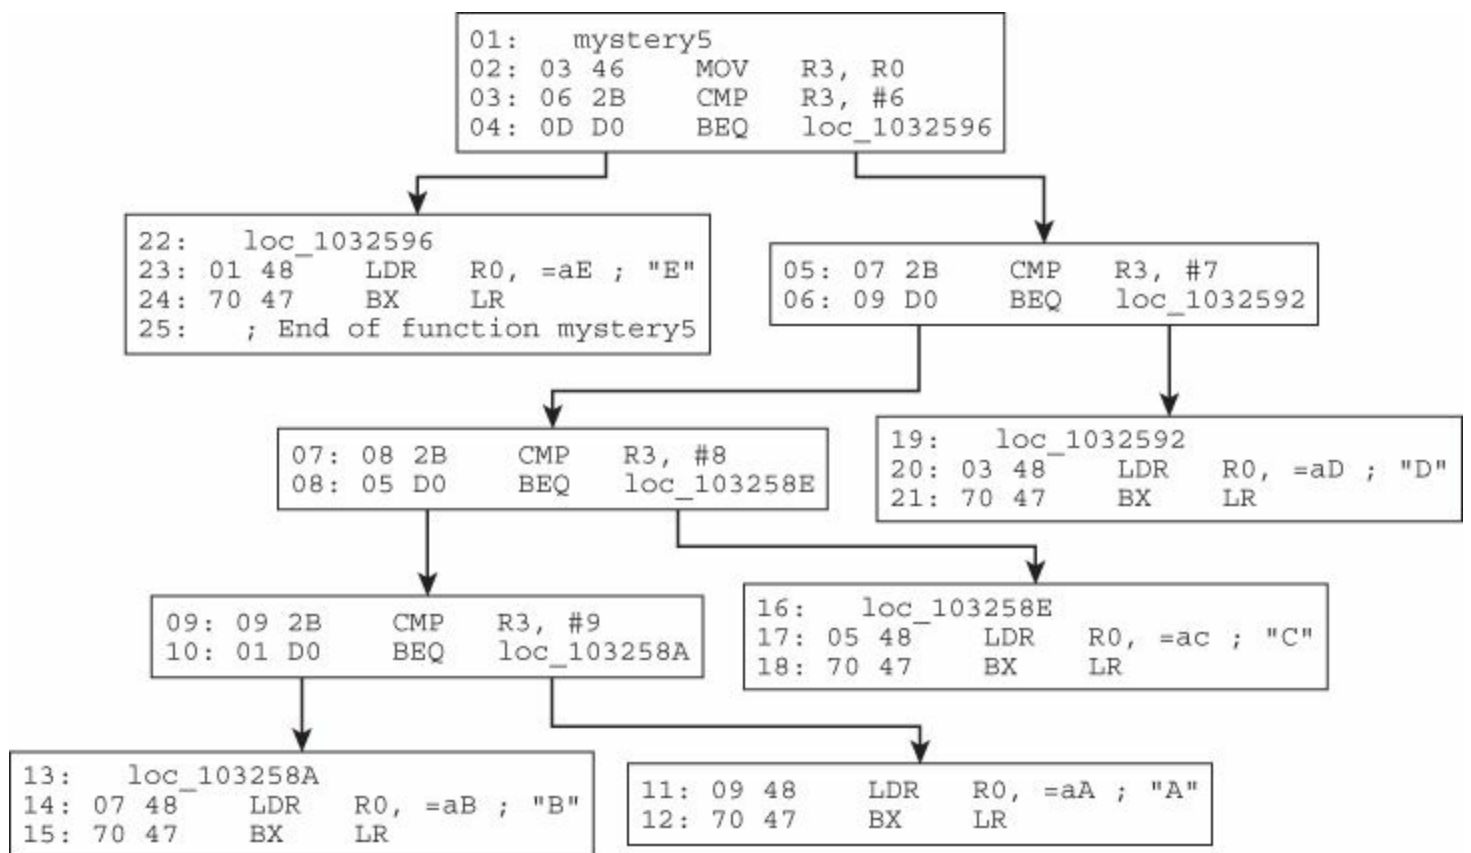 01:   mystery5
02: 03 46     MOV    R3, R0
03: 06 2B     CMP    R3, #6
04: 0D D0     BEQ    loc_1032596
22:   loc_1032596
23: 01 48     LDR    R0, =aE ; "E"
24: 70 47     BX     LR
25:   ; End of function mystery5
05: 07 2B     CMP    R3, #7
06: 09 D0     BEQ    loc_1032592
07: 08 2B     CMP    R3, #8
08: 05 D0     BEQ    loc_103258E
19:   loc_1032592
20: 03 48     LDR    R0, =aD ; "D"
21: 70 47     BX     LR
09: 09 2B     CMP    R3, #9
10: 01 D0     BEQ    loc_103258A
16:   loc_103258E
17: 05 48     LDR    R0, =ac ; "C"
18: 70 47     BX     LR
13:   loc_103258A
14: 07 48     LDR    R0, =aB ; "B"
15: 70 47     BX     LR
11: 09 48     LDR    R0, =aA ; "A"
12: 70 47     BX     LR